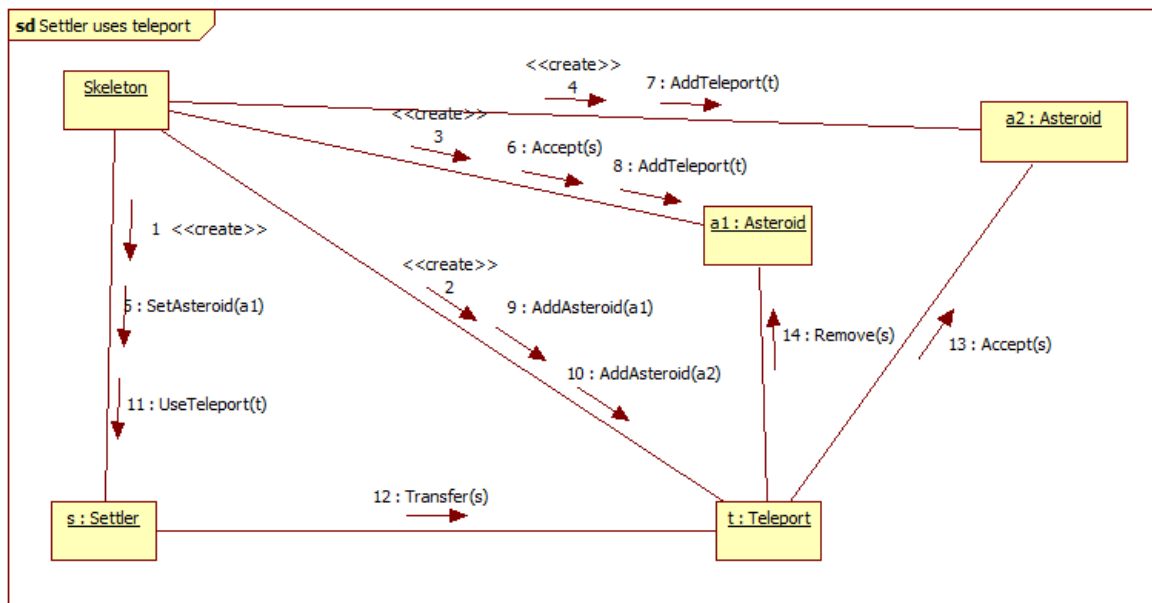 sd Settler uses teleport
Skeleton
<<create>>
4
7 : AddTeleport(t)
a2 : Asteroid
<<create>>
3
6 : Accept(s)
8 : AddTeleport(t)
a1 : Asteroid
1 <<create>>
<<create>>
2
5 : SetAsteroid(a1)
9 : AddAsteroid(a1)
14 : Remove(s)
13 : Accept(s)
10 : AddAsteroid(a2)
11 : UseTeleport(t)
12 : Transfer(s)
s : Settler
t : Teleport